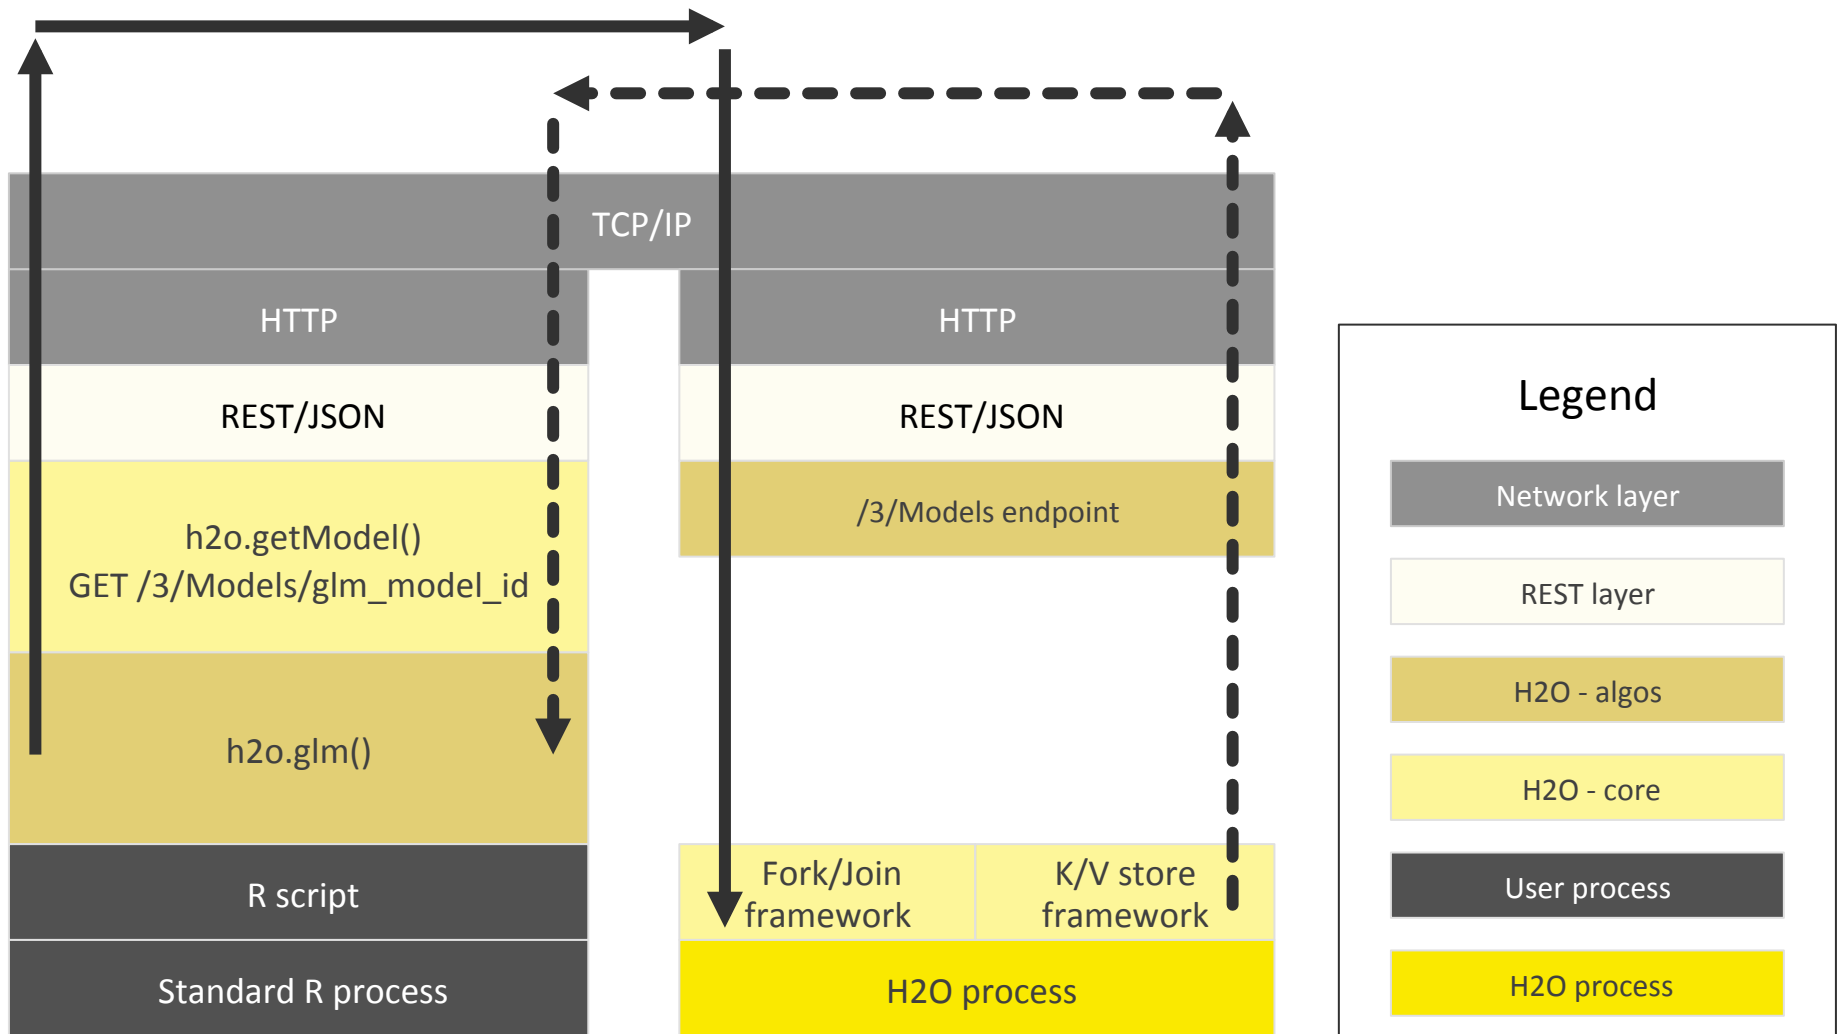 TCP/IP
HTTP
REST/JSON
h2o.getModel()
GET /3/Models/glm_model_id
h2o.glm()
R script
Standard R process
HTTP
REST/JSON
/3/Models endpoint
Fork/Join
framework
K/V store
framework
H2O process
Legend
Network layer
REST layer
H2O - algos
H2O - core
User process
H2O process